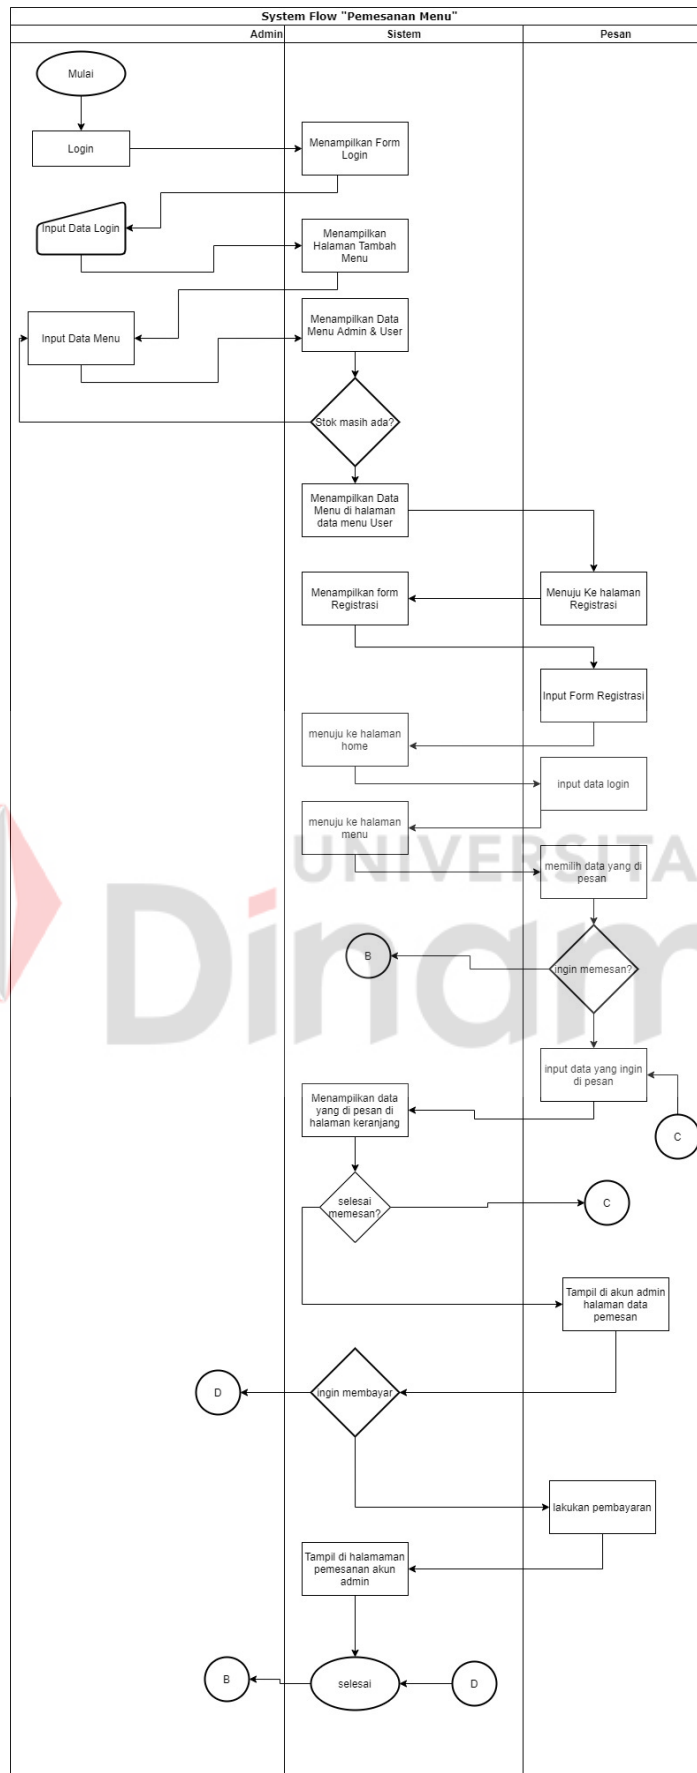 System Flow "Pemesanan Menu"
Admin
Sistem
Pesan
Mulai
Login
Menampilkan Form
Login
Input Data Login
Menampilkan
Halaman Tambah
Menu
Input Data Menu
Menampilkan Data
Menu Admin & User
Stok masih ada?
Menampilkan Data
Menu di halaman
data menu User
Menampilkan form
Registrasi
Menuju Ke halaman
Registrasi
Input Form Registrasi
menuju ke halaman
home
input data login
menuju ke halaman
menu
UNIVERSITA
Dinam
memilih data yang di
pesan
B
ingin memesan?
input data yang ingin
di pesan
Menampilkan data
yang di pesan di
halaman keranjang
C
selesai
memesan?
C
Tampil di akun admin
halaman data
pemesan
D
ingin membayar
lakukan pembayaran
Tampil di halamaman
pemesanan akun
admin
B
selesai
D